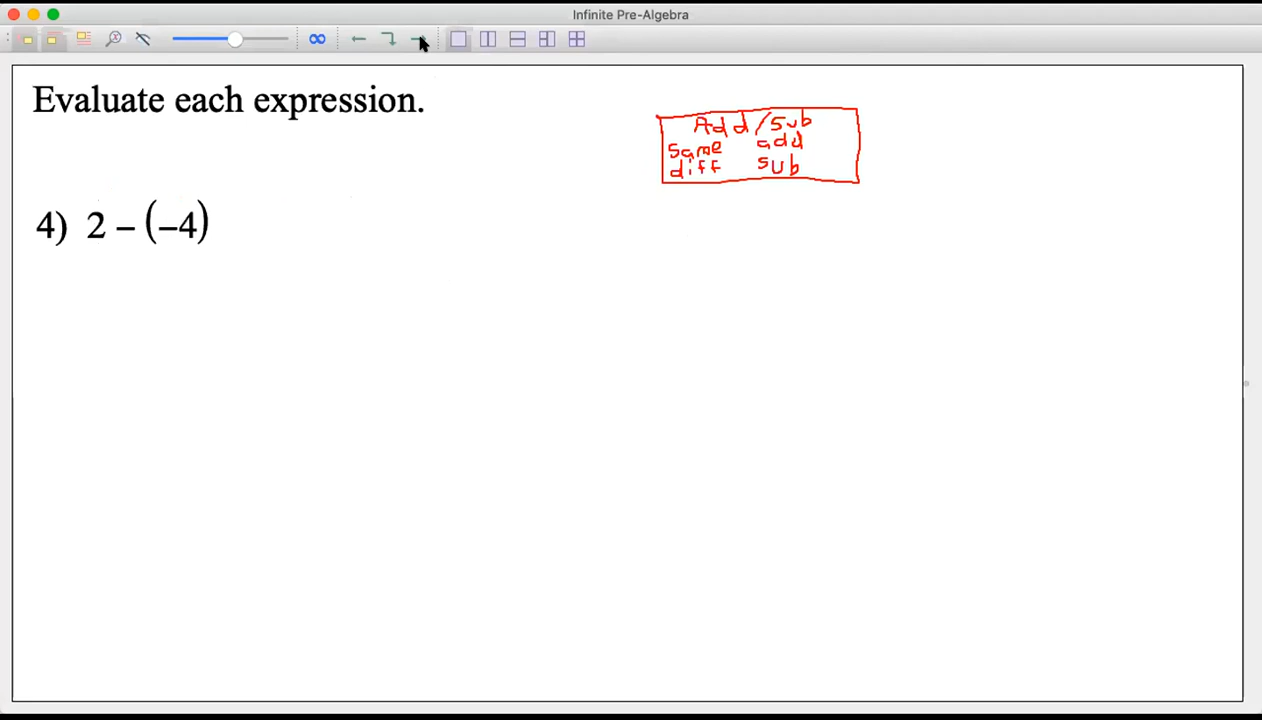 Infinite Pre-Algebra
Evaluate each expression.
Add/Sub
Same add
diff sub
4) 2 – (–4)